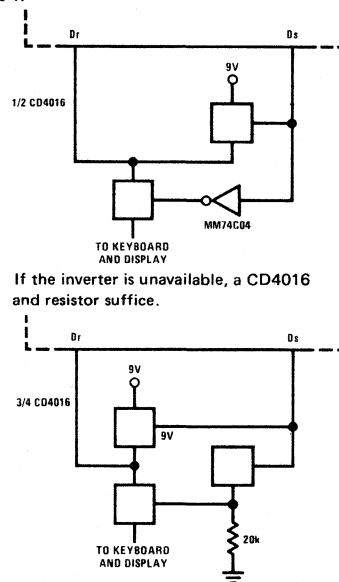 Dr Ds
9V
1/2 CD4016
MM74C04
TO KEYBOARD
AND DISPLAY
If the inverter is unavailable, a CD4016
and resistor suffice.
Dr Ds
9V
3/4 CD4016
9V
20k
TO KEYBOARD
AND DISPLAY